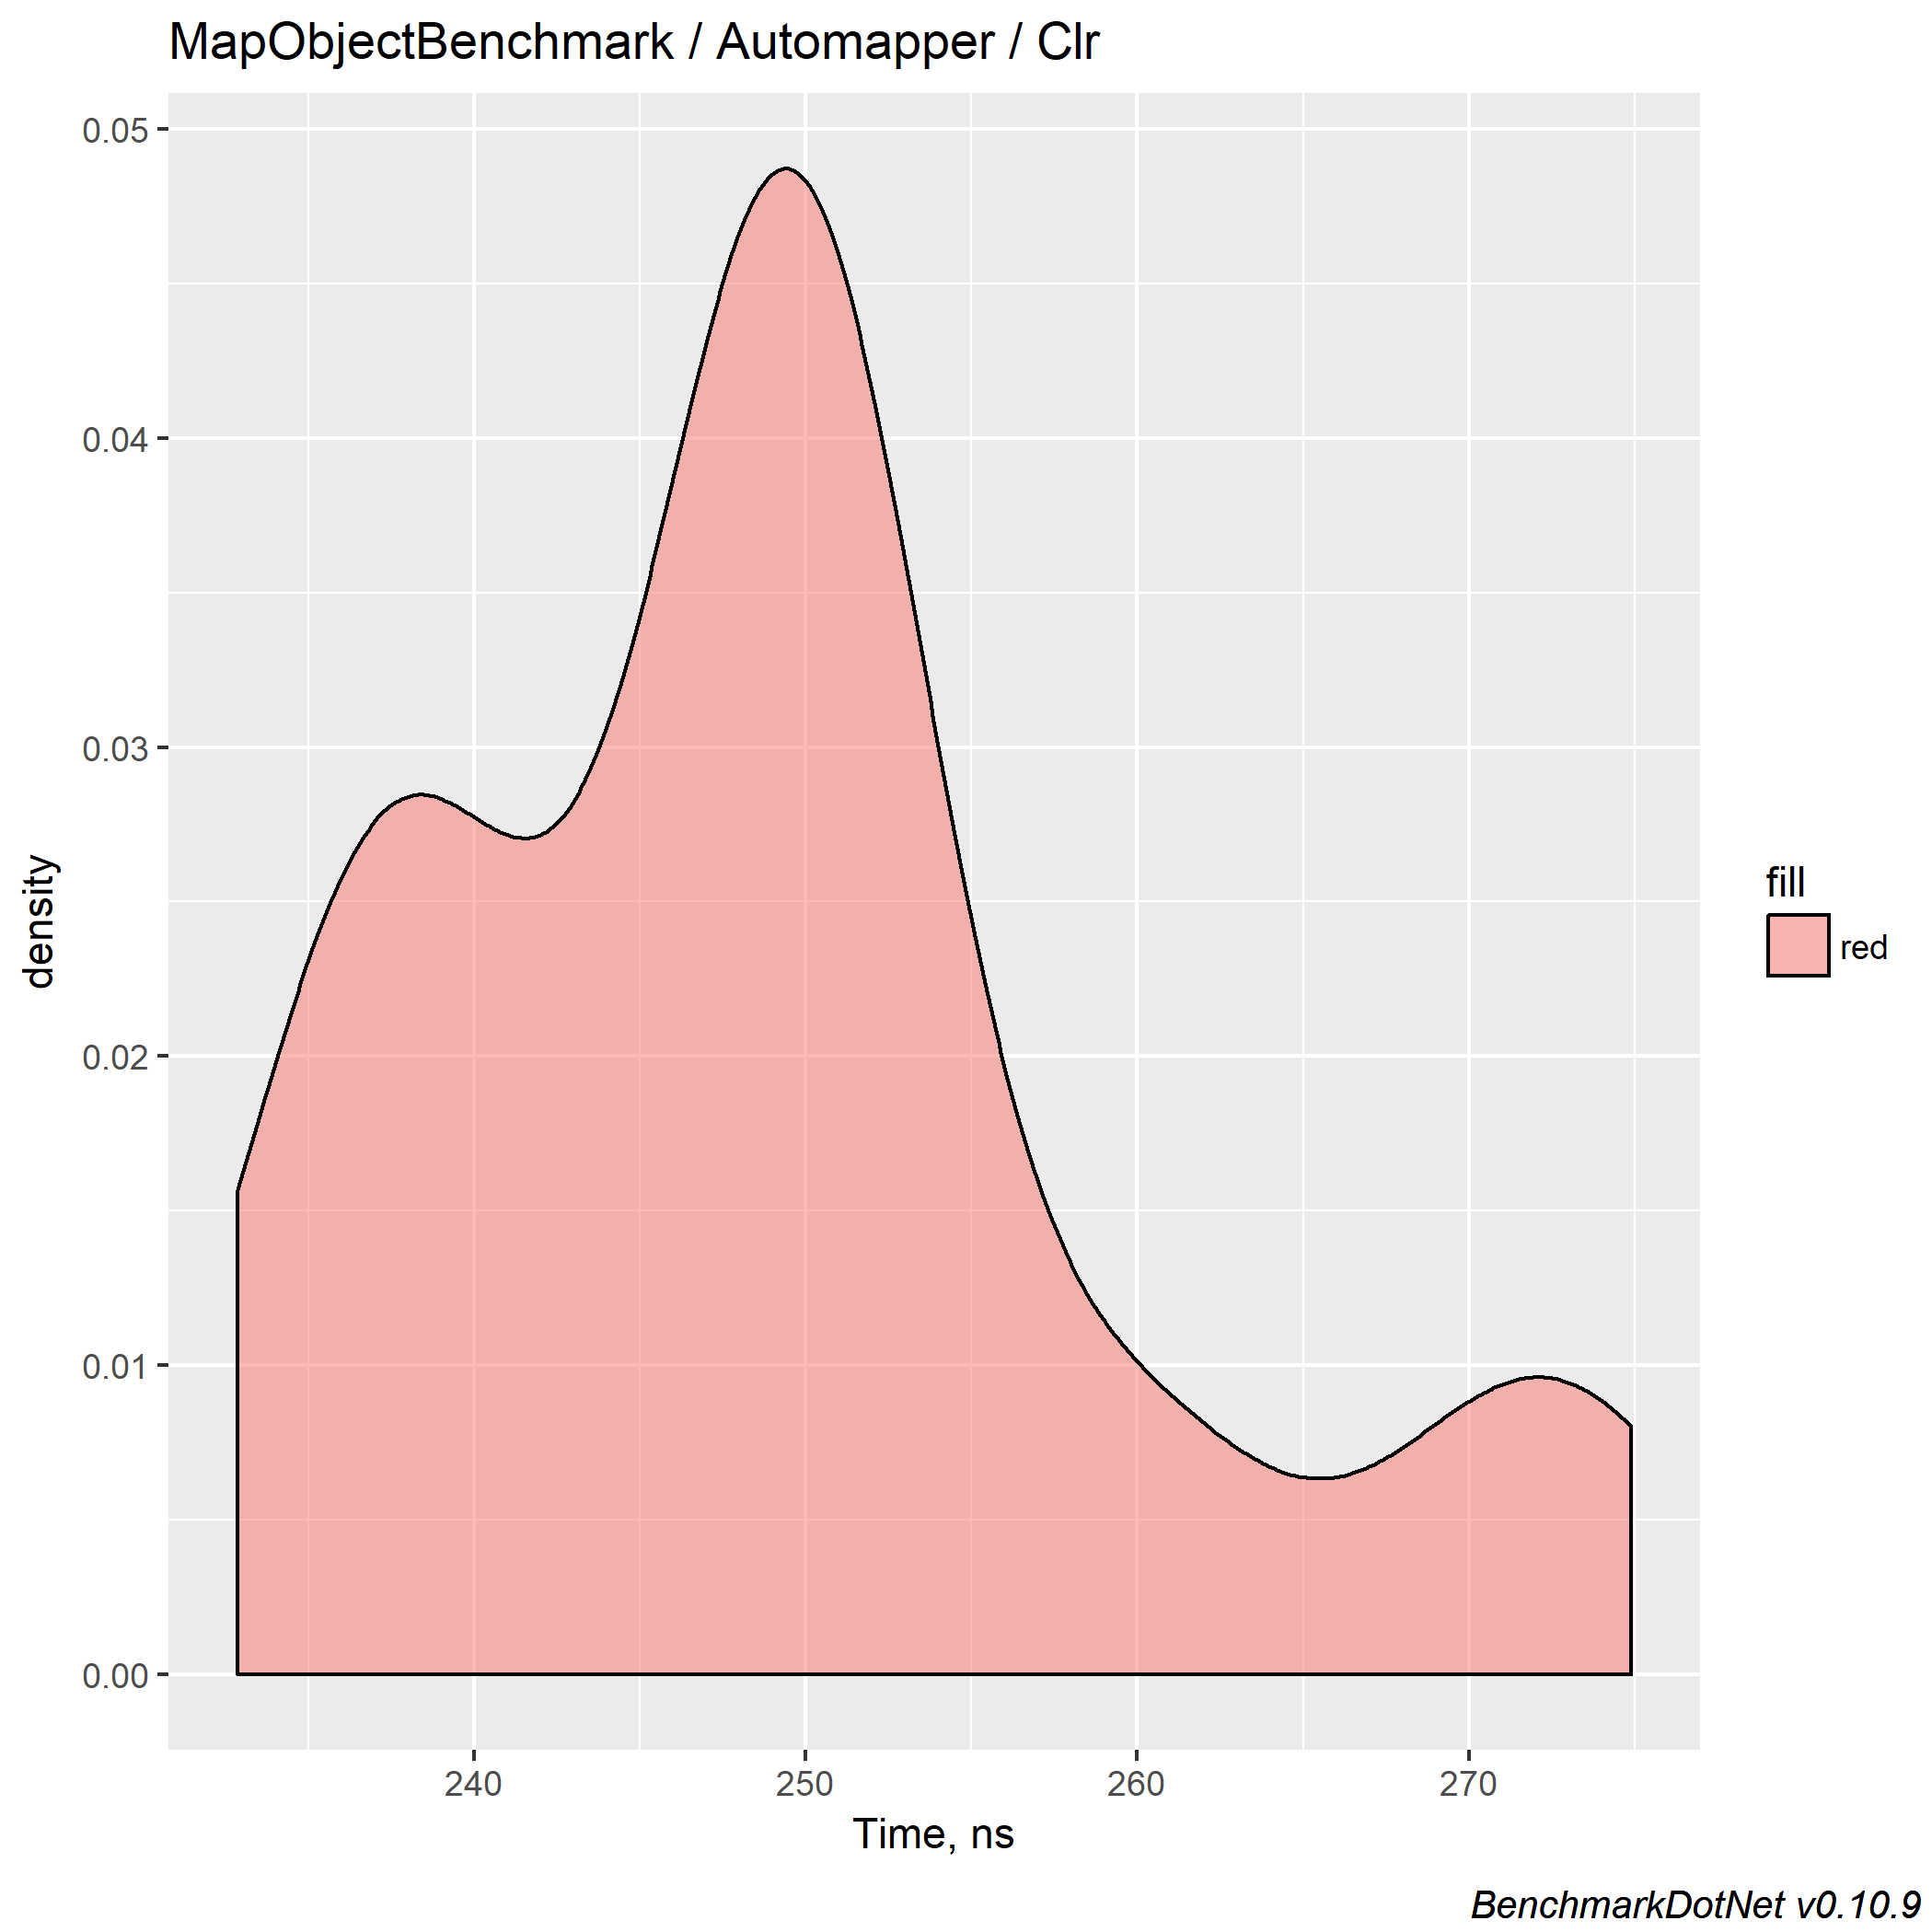 MapObjectBenchmark / Automapper / Clr
0.05
0.04
0.03
0.02
0.01
0.00
density
240 250 260 270
Time, ns
fill
red
BenchmarkDotNet v0.10.9